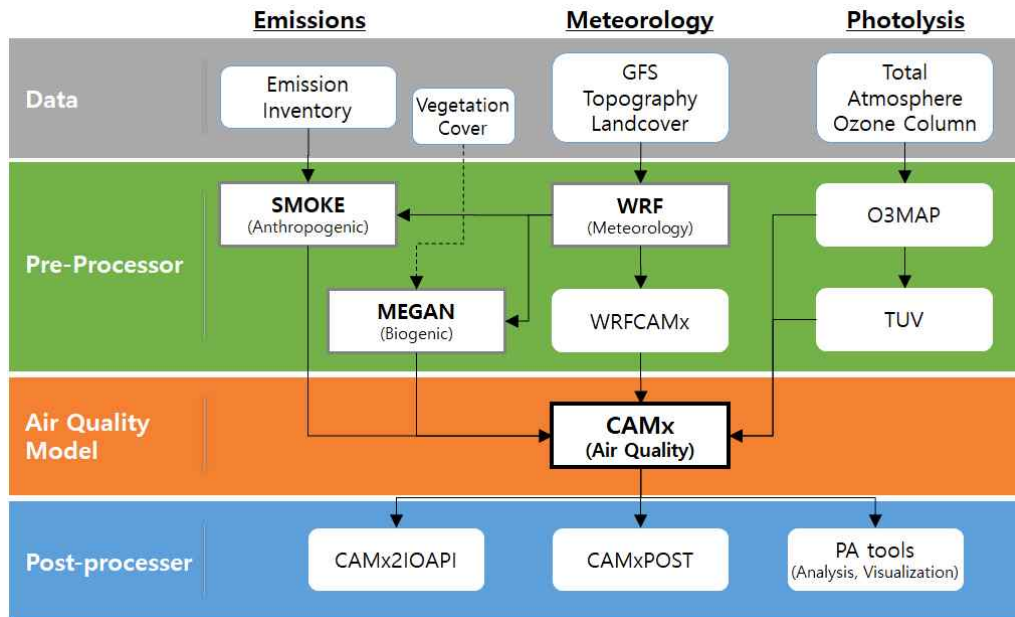 Emissions
Meteorology
Photolysis
Data
Emission
Inventory
Vegetation
Cover
GFS
Topography
Landcover
Total
Atmosphere
Ozone Column
Pre-Processor
SMOKE
(Anthropogenic)
WRF
(Meteorology)
O3MAP
MEGAN
(Biogenic)
WRFCAMx
TUV
Air Quality
Model
CAMx
(Air Quality)
Post-processer
CAMx2IOAPI
CAMxPOST
PA tools
(Analysis, Visualization)